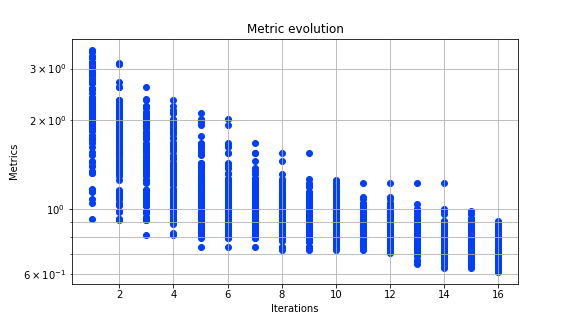 Metric evolution
3 × 10⁰
2 × 10⁰
10⁰
6 × 10⁻¹
Metrics
2 4 6 8 10 12 14 16
Iterations